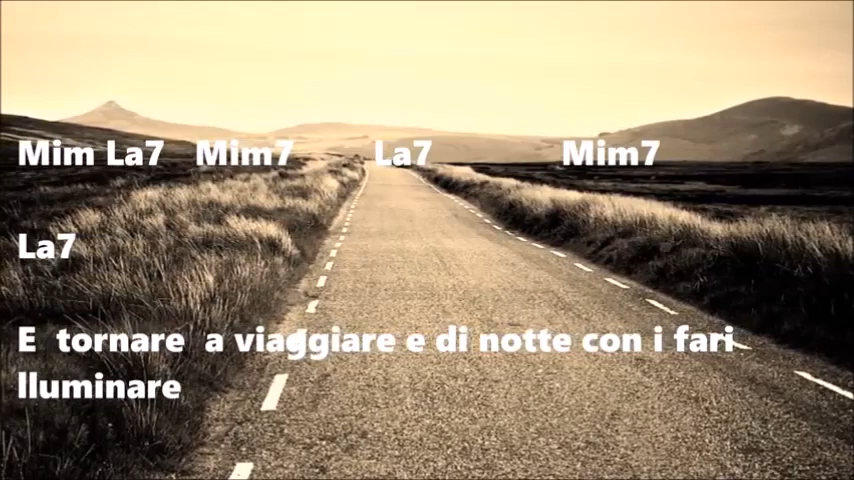 Mim La7 Mim7 La7 Mim7
La7
E tornare a viaggiare e di notte con i fari
lluminare